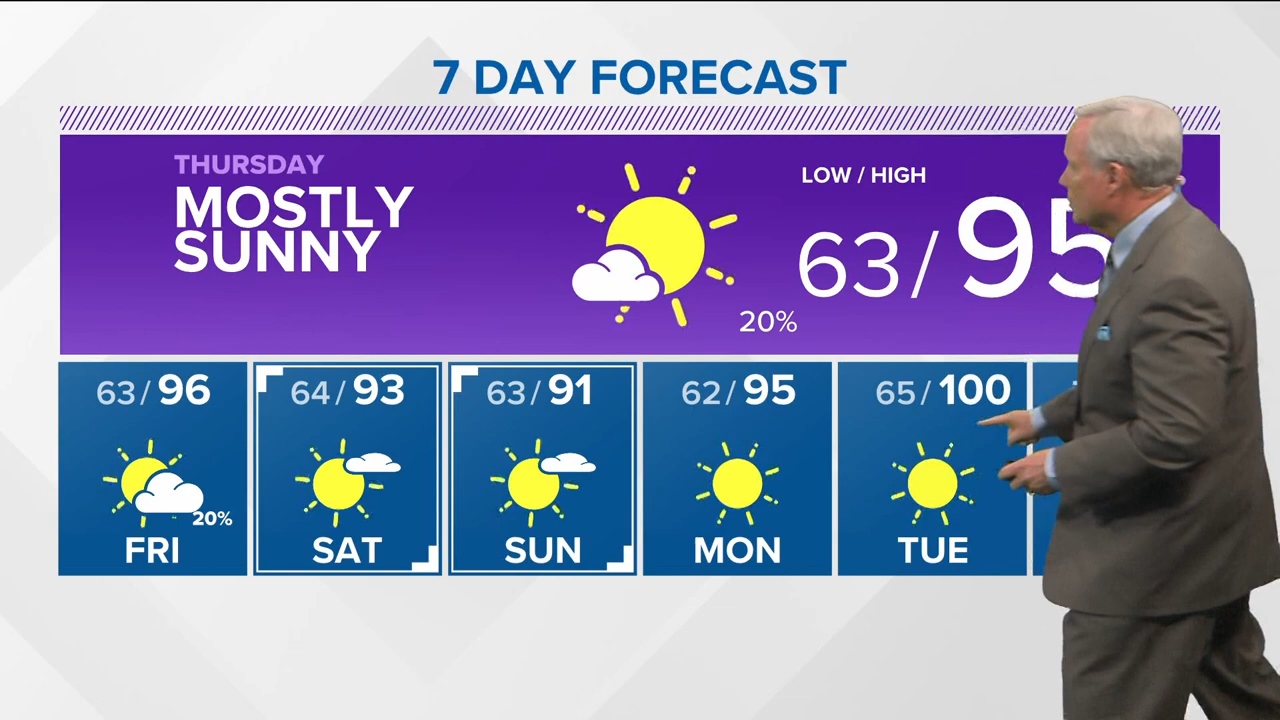 7 DAY FORECAST
THURSDAY
MOSTLY
SUNNY
LOW / HIGH
63/95
20%
63/96
20%
FRI
64/93
SAT
63/91
SUN
62/95
MON
65/100
TUE